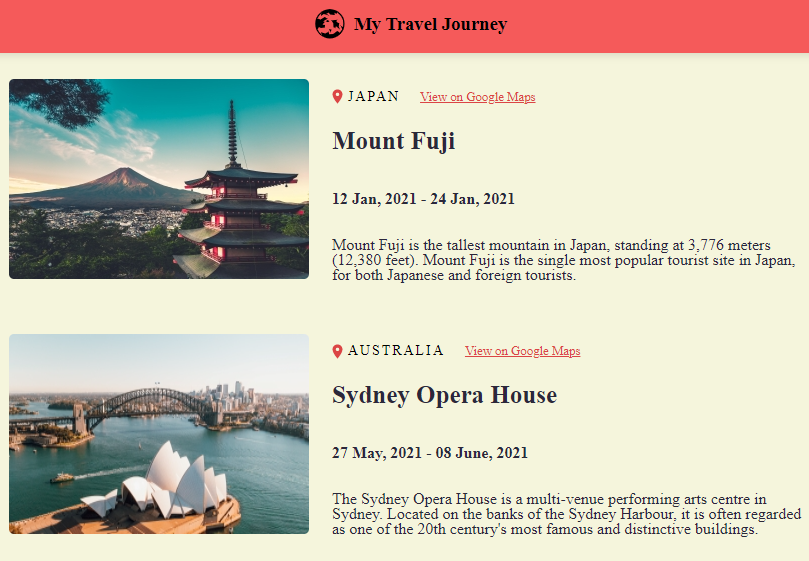 My Travel Journey
JAPAN View on Google Maps
Mount Fuji
12 Jan, 2021 - 24 Jan, 2021
Mount Fuji is the tallest mountain in Japan, standing at 3,776 meters
(12,380 feet). Mount Fuji is the single most popular tourist site in Japan,
for both Japanese and foreign tourists.
AUSTRALIA View on Google Maps
Sydney Opera House
27 May, 2021 - 08 June, 2021
The Sydney Opera House is a multi-venue performing arts centre in
Sydney. Located on the banks of the Sydney Harbour, it is often regarded
as one of the 20th century's most famous and distinctive buildings.